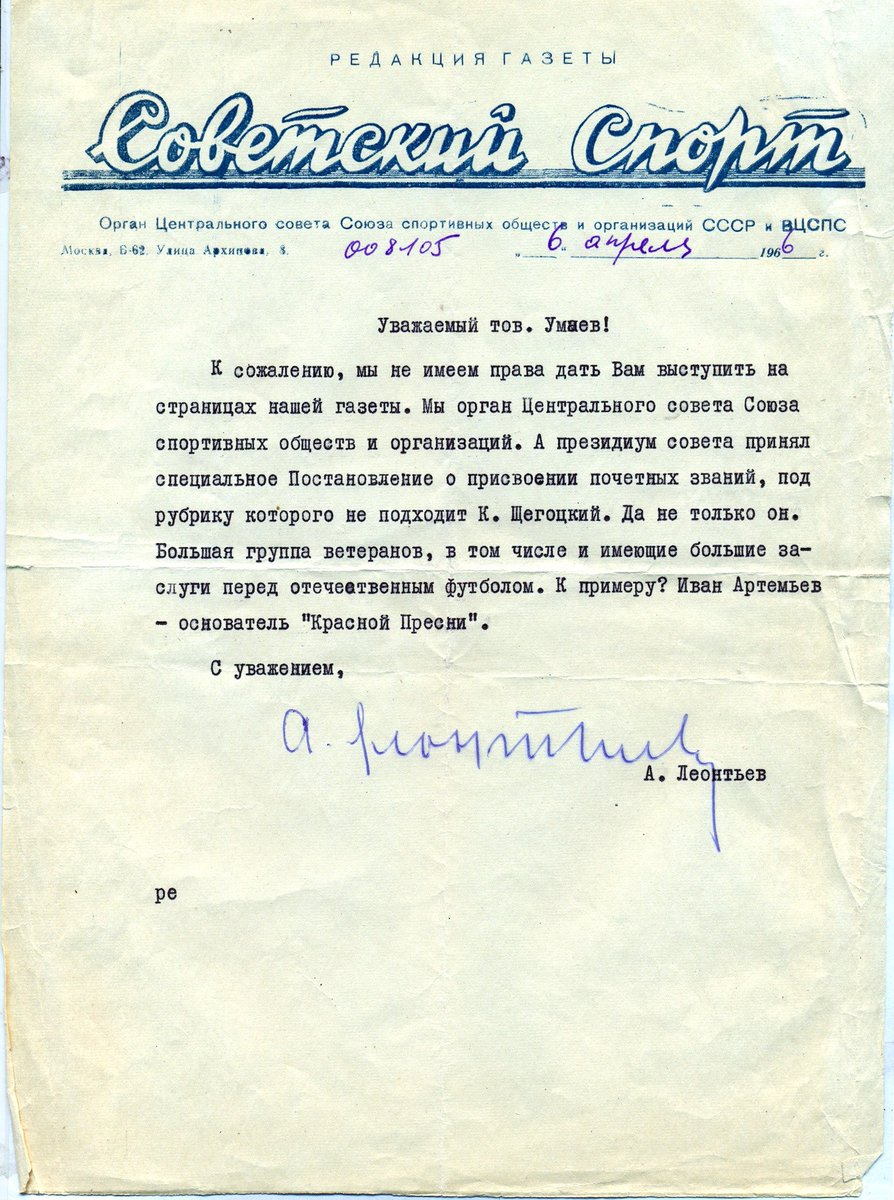 РЕДАКЦИЯ ГАЗЕТЫ
Советский Спорт
Орган Центрального совета Союза спортивных обществ и организаций СССР и ВЦСПС
Москва, Б-62. Улица Архипова, 8. 008105 „6“ апреля 1966 г.
Уважаемый тов. Умяев!
К сожалению, мы не имеем права дать Вам выступить на
страницах нашей газеты. Мы орган Центрального совета Союза
спортивных обществ и организаций. А президиум совета принял
специальное Постановление о присвоении почетных званий, под
рубрику которого не подходит К. Щегоцкий. Да не только он.
Большая группа ветеранов, в том числе и имеющие большие за-
слуги перед отечеатвенным футболом. К примеру? Иван Артемьев
– основатель "Красной Пресни".
С уважением,
А. Леонтьев
А. Леонтьев
ре